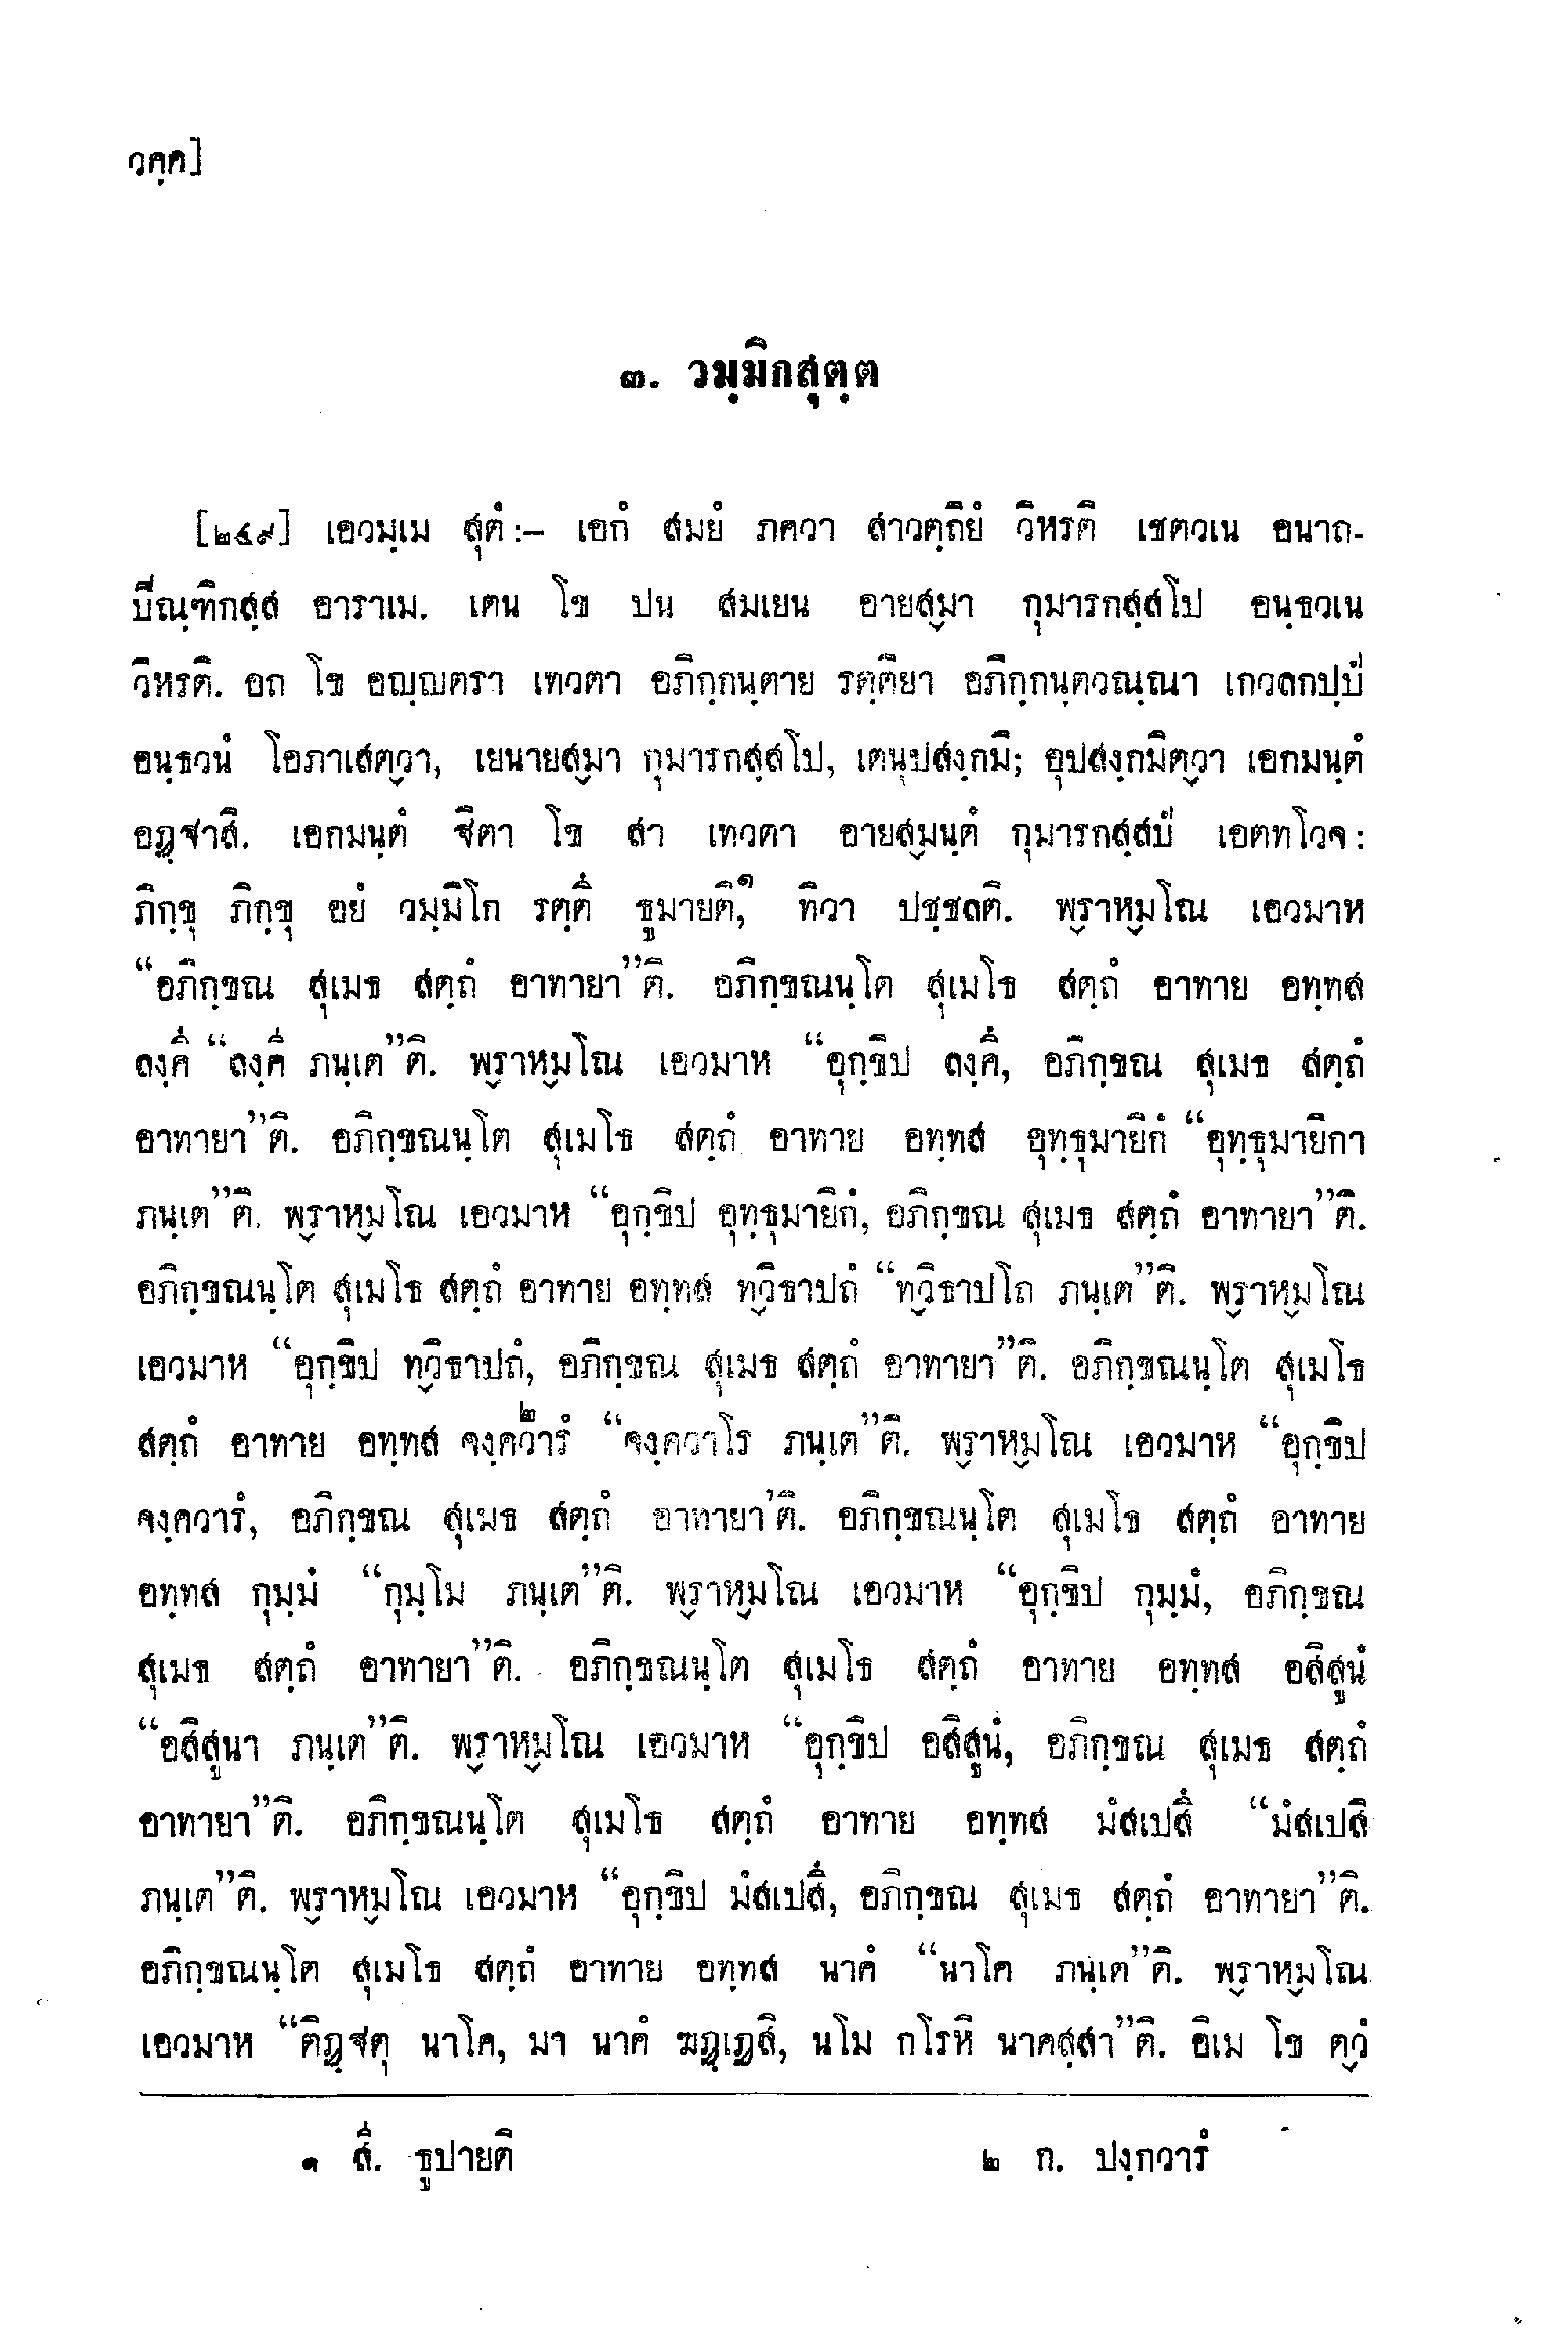 วคฺค]
๓. วมฺมิกสุตฺต
[๒๔๙] เอวมฺเม สุตํ :– เอกํ สมยํ ภควา สาวตฺถิยํ วิหรติ เชตวเน อนาถ-
ปิณฺฑิกสฺส อาราเม. เตน โข ปน สมเยน อายสฺมา กุมารกสฺสโป อนฺธวเน
วิหรติ. อถ โข อญฺญตรา เทวตา อภิกฺกนฺตาย รตฺติยา อภิกฺกนฺตวณฺณา เกวลกปฺปํ
อนฺธวนํ โอภาเสตฺวา, เยนายสฺมา กุมารกสฺสโป, เตนุปสงฺกมิ; อุปสงฺกมิตฺวา เอกมนฺตํ
อฏฺฐาสิ. เอกมนฺตํ ฐิตา โข สา เทวตา อายสฺมนฺตํ กุมารกสฺสปํ เอตทโวจ :
ภิกฺขุ ภิกฺขุ อยํ วมฺมิโก รตฺตึ ธูมายติ,๑ ทิวา ปชฺชลติ. พฺราหฺมโณ เอวมาห
“อภิกฺขณ สุเมธ สตฺถํ อาทายา”ติ. อภิกฺขณนฺโต สุเมโธ สตฺถํ อาทาย อทฺทส
ลงฺคึ “ลงฺคี ภนฺเต”ติ. พฺราหฺมโณ เอวมาห “อุกฺขิป ลงฺคึ, อภิกฺขณ สุเมธ สตฺถํ
อาทายา”ติ. อภิกฺขณนฺโต สุเมโธ สตฺถํ อาทาย อทฺทส อุทฺธุมายิกํ “อุทฺธุมายิกา
ภนฺเต”ติ. พฺราหฺมโณ เอวมาห “อุกฺขิป อุทฺธุมายิกํ, อภิกฺขณ สุเมธ สตฺถํ อาทายา”ติ.
อภิกฺขณนฺโต สุเมโธ สตฺถํ อาทาย อทฺทส ทฺวิธาปถํ “ทฺวิธาปโถ ภนฺเต”ติ. พฺราหฺมโณ
เอวมาห “อุกฺขิป ทฺวิธาปถํ, อภิกฺขณ สุเมธ สตฺถํ อาทายา”ติ. อภิกฺขณนฺโต สุเมโธ
สตฺถํ อาทาย อทฺทส จงฺควารํ๒ “จงฺควาโร ภนฺเต”ติ. พฺราหฺมโณ เอวมาห “อุกฺขิป
จงฺควารํ, อภิกฺขณ สุเมธ สตฺถํ อาทายา’ติ. อภิกฺขณนฺโต สุเมโธ สตฺถํ อาทาย
อทฺทส กุมฺมํ “กุมฺโม ภนฺเต”ติ. พฺราหฺมโณ เอวมาห “อุกฺขิป กุมฺมํ, อภิกฺขณ
สุเมธ สตฺถํ อาทายา”ติ. อภิกฺขณนฺโต สุเมโธ สตฺถํ อาทาย อทฺทส อสิสูนํ
“อสิสูนา ภนฺเต”ติ. พฺราหฺมโณ เอวมาห “อุกฺขิป อสิสูนํ, อภิกฺขณ สุเมธ สตฺถํ
อาทายา”ติ. อภิกฺขณนฺโต สุเมโธ สตฺถํ อาทาย อทฺทส มํสเปสึ “มํสเปสิ
ภนฺเต”ติ. พฺราหฺมโณ เอวมาห “อุกฺขิป มํสเปสึ, อภิกฺขณ สุเมธ สตฺถํ อาทายา”ติ.
อภิกฺขณนฺโต สุเมโธ สตฺถํ อาทาย อทฺทส นาคํ “นาโค ภนฺเต”ติ. พฺราหฺมโณ
เอวมาห “ติฏฺฐตุ นาโค, มา นาคํ ฆฏฺเฏสิ, นโม กโรหิ นาคสฺสา”ติ. อิเม โข ตฺวํ
๑ สึ. ธูปายติ ๒ ก. ปงฺกวารํ